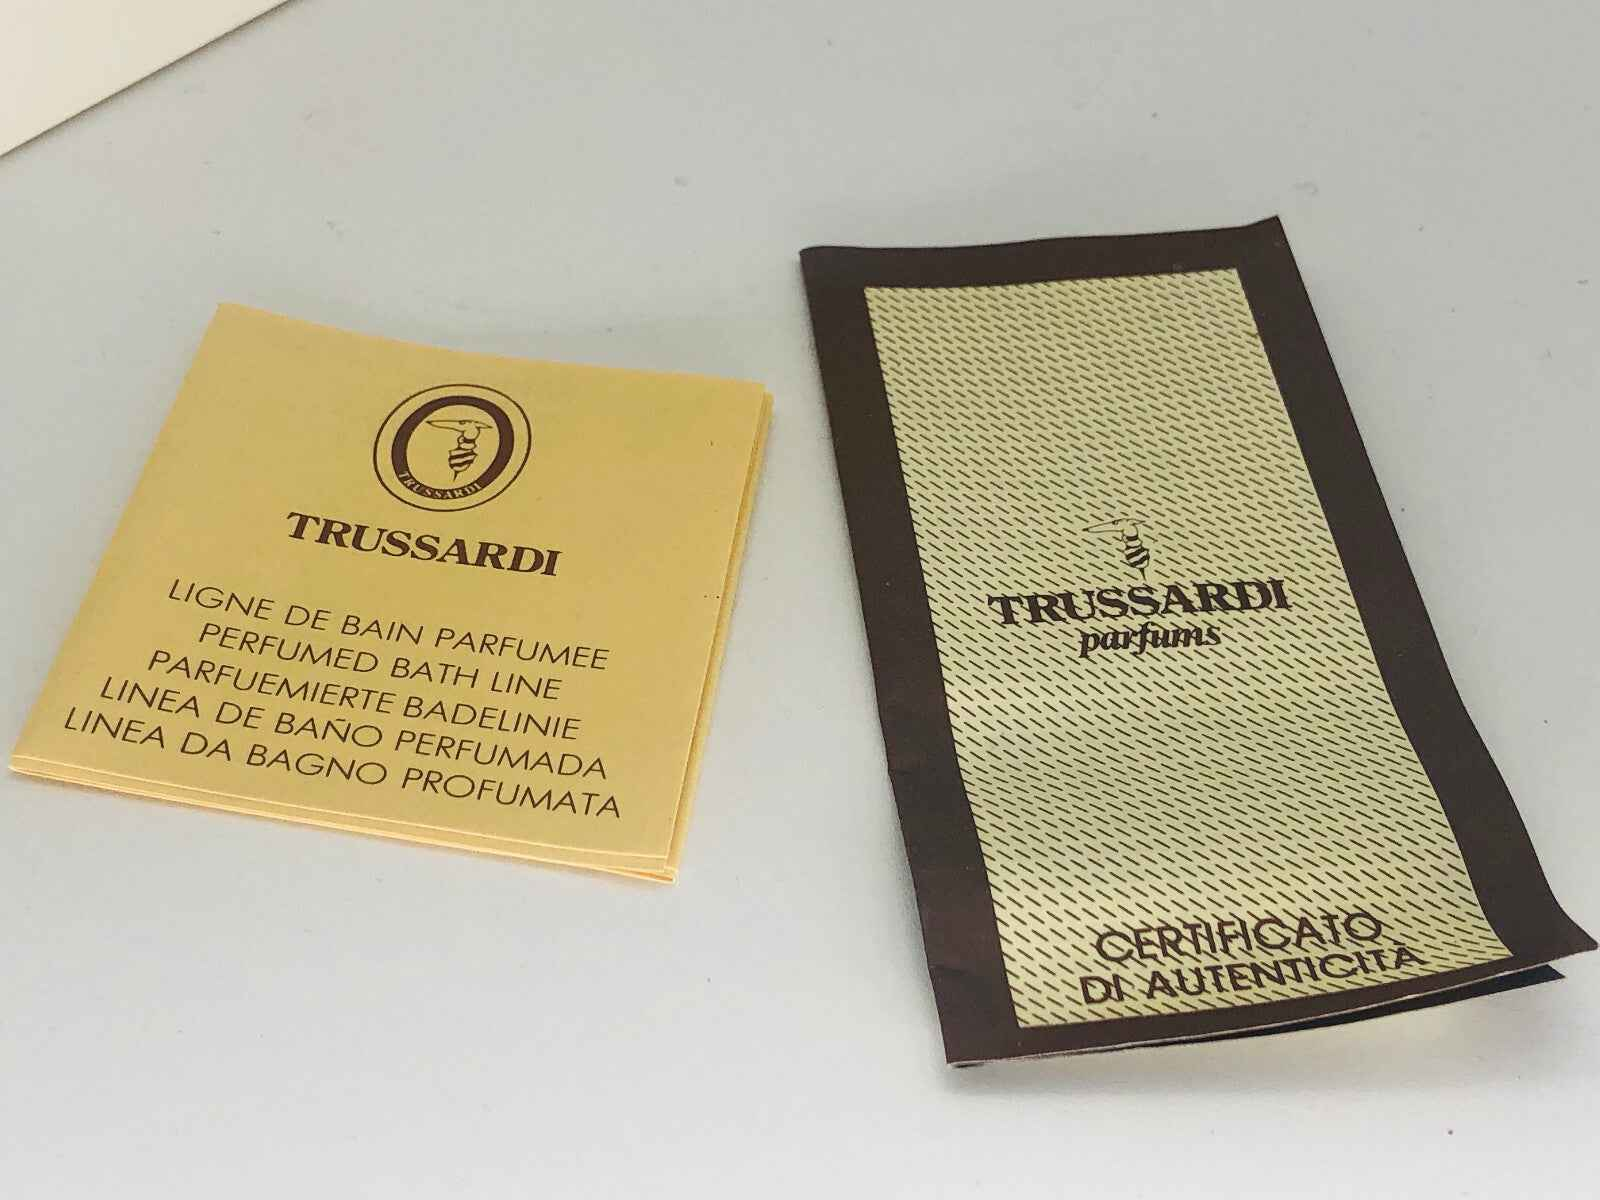 TRUSSARDI
TRUSSARDI
LIGNE DE BAIN PARFUMEE
PERFUMED BATH LINE
PARFUEMIERTE BADELINIE
LINEA DE BAÑO PERFUMADA
LINEA DA BAGNO PROFUMATA
TRUSSARDI
parfums
CERTIFICATO
DI AUTENTICITÀ